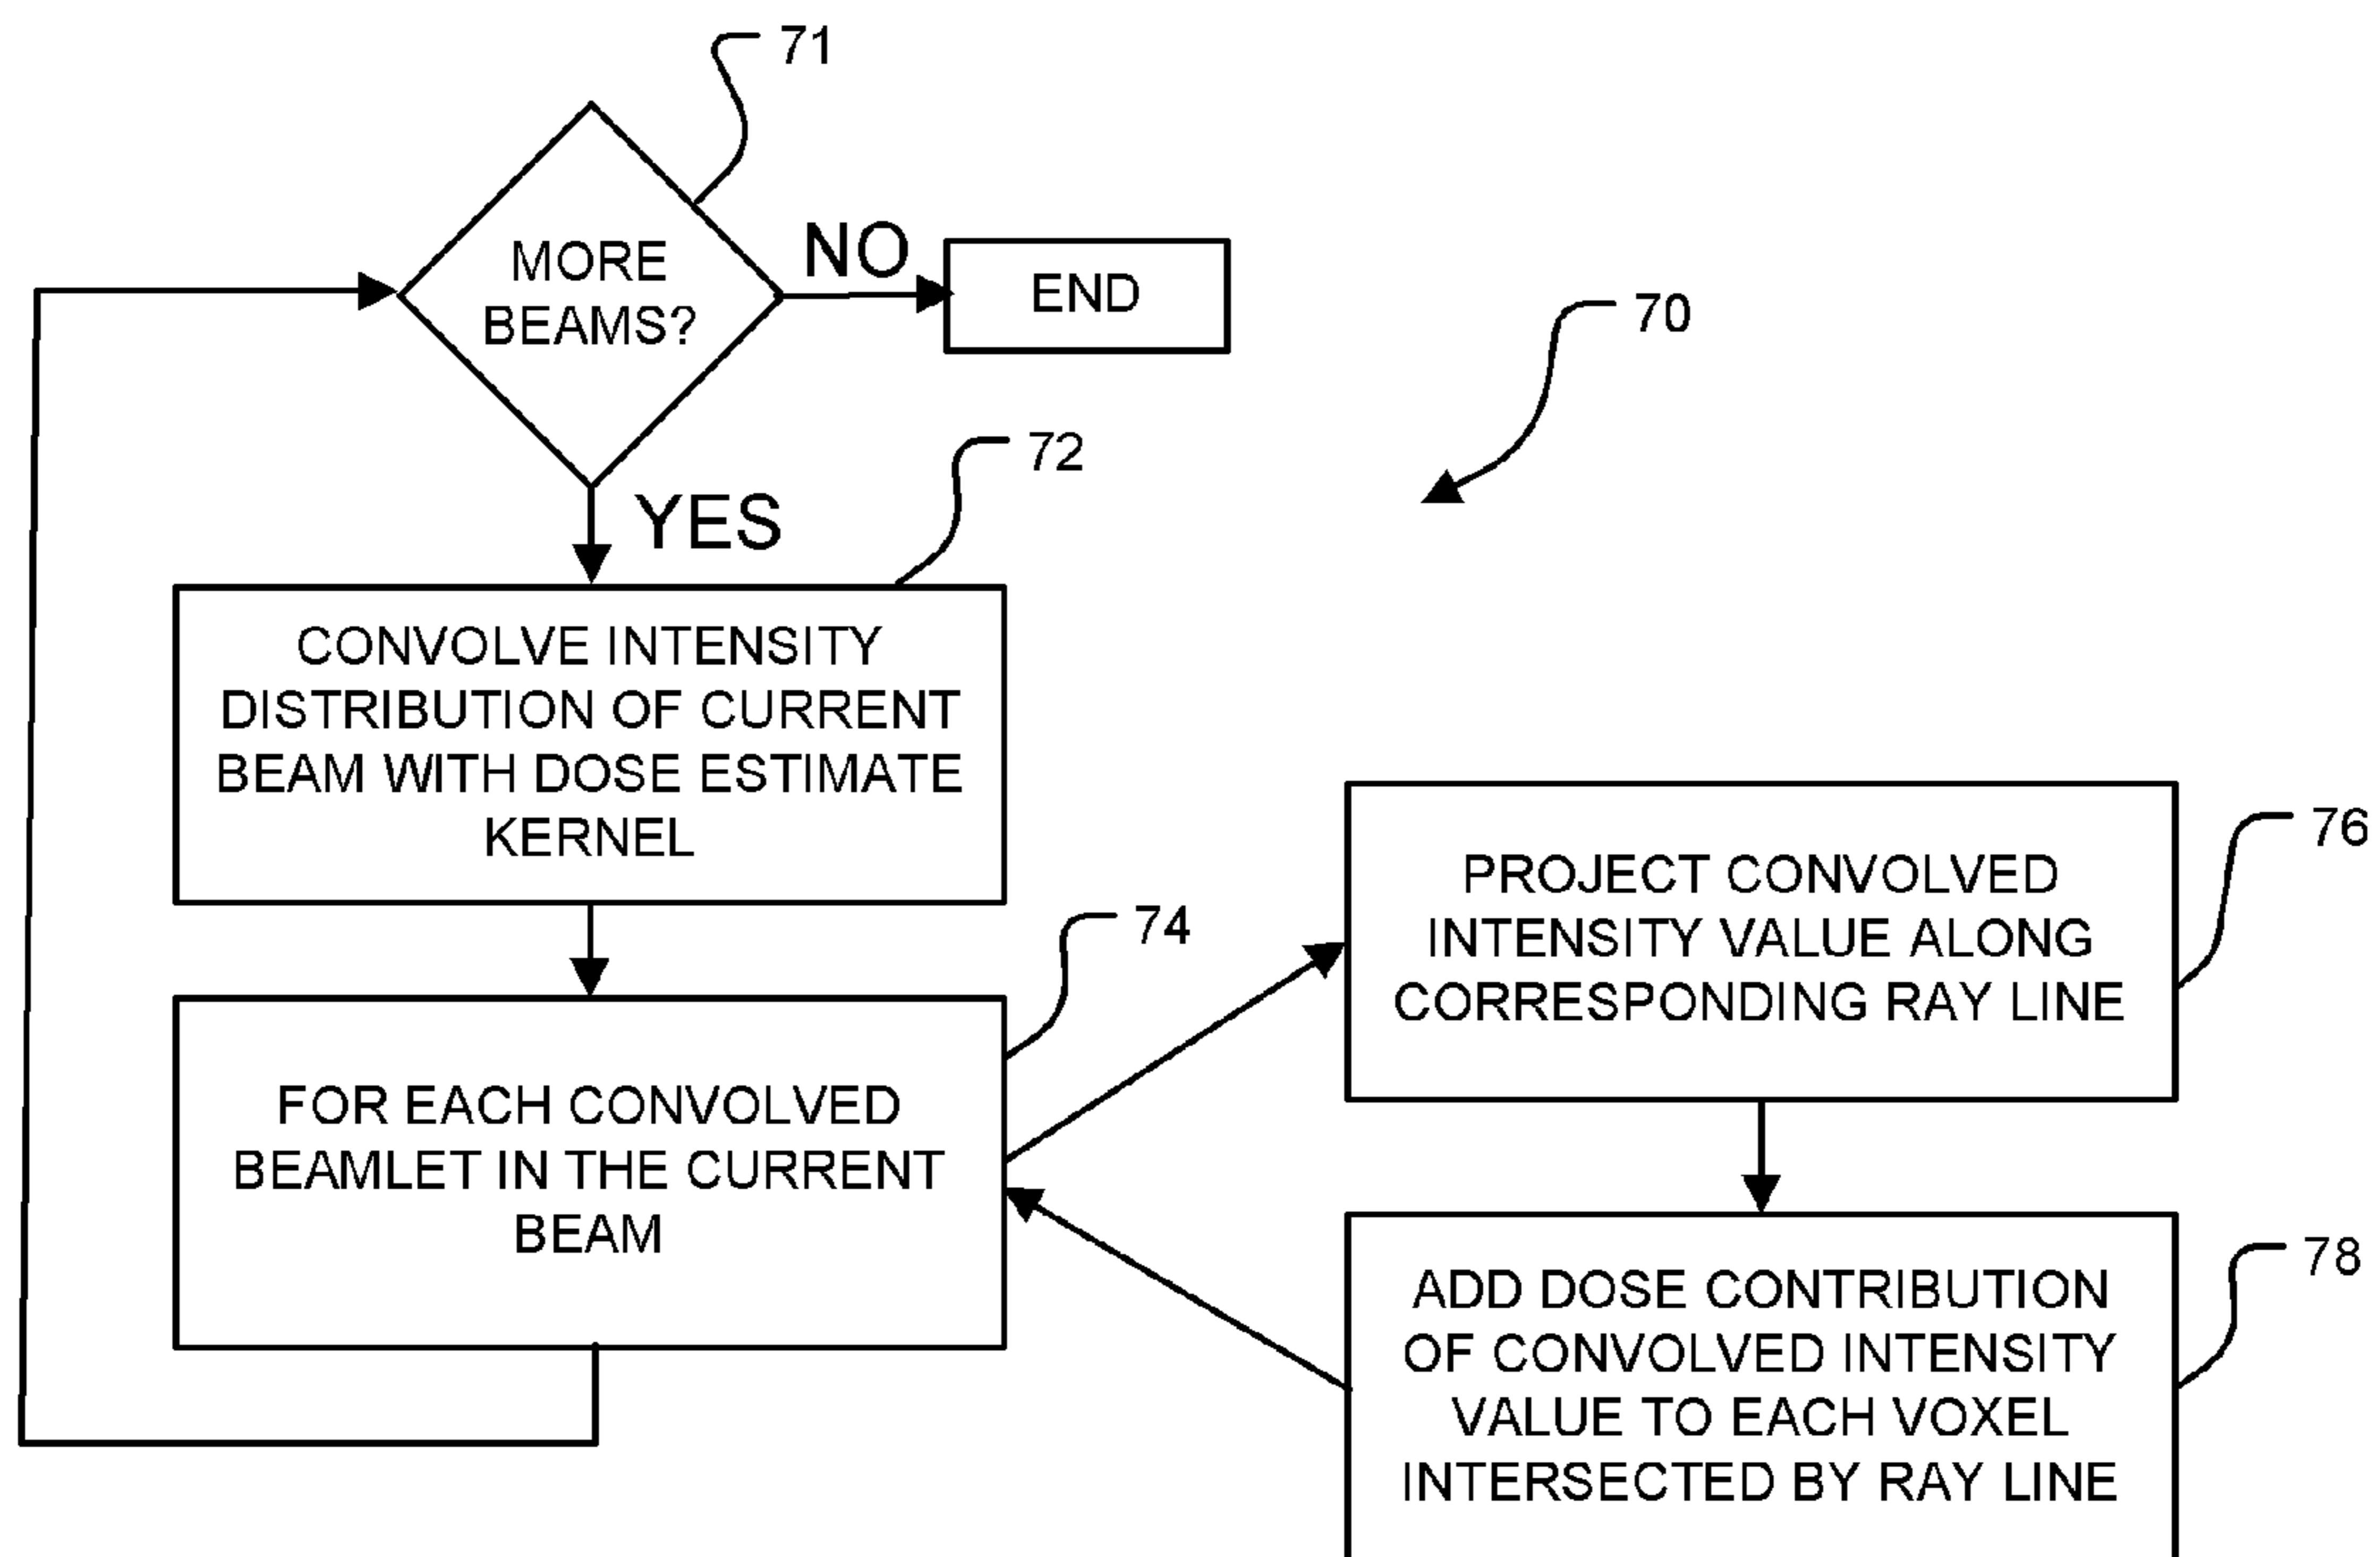 71
MORE
BEAMS?
NO
END
70
YES
72
CONVOLVE INTENSITY
DISTRIBUTION OF CURRENT
BEAM WITH DOSE ESTIMATE
KERNEL
74
FOR EACH CONVOLVED
BEAMLET IN THE CURRENT
BEAM
76
PROJECT CONVOLVED
INTENSITY VALUE ALONG
CORRESPONDING RAY LINE
78
ADD DOSE CONTRIBUTION
OF CONVOLVED INTENSITY
VALUE TO EACH VOXEL
INTERSECTED BY RAY LINE